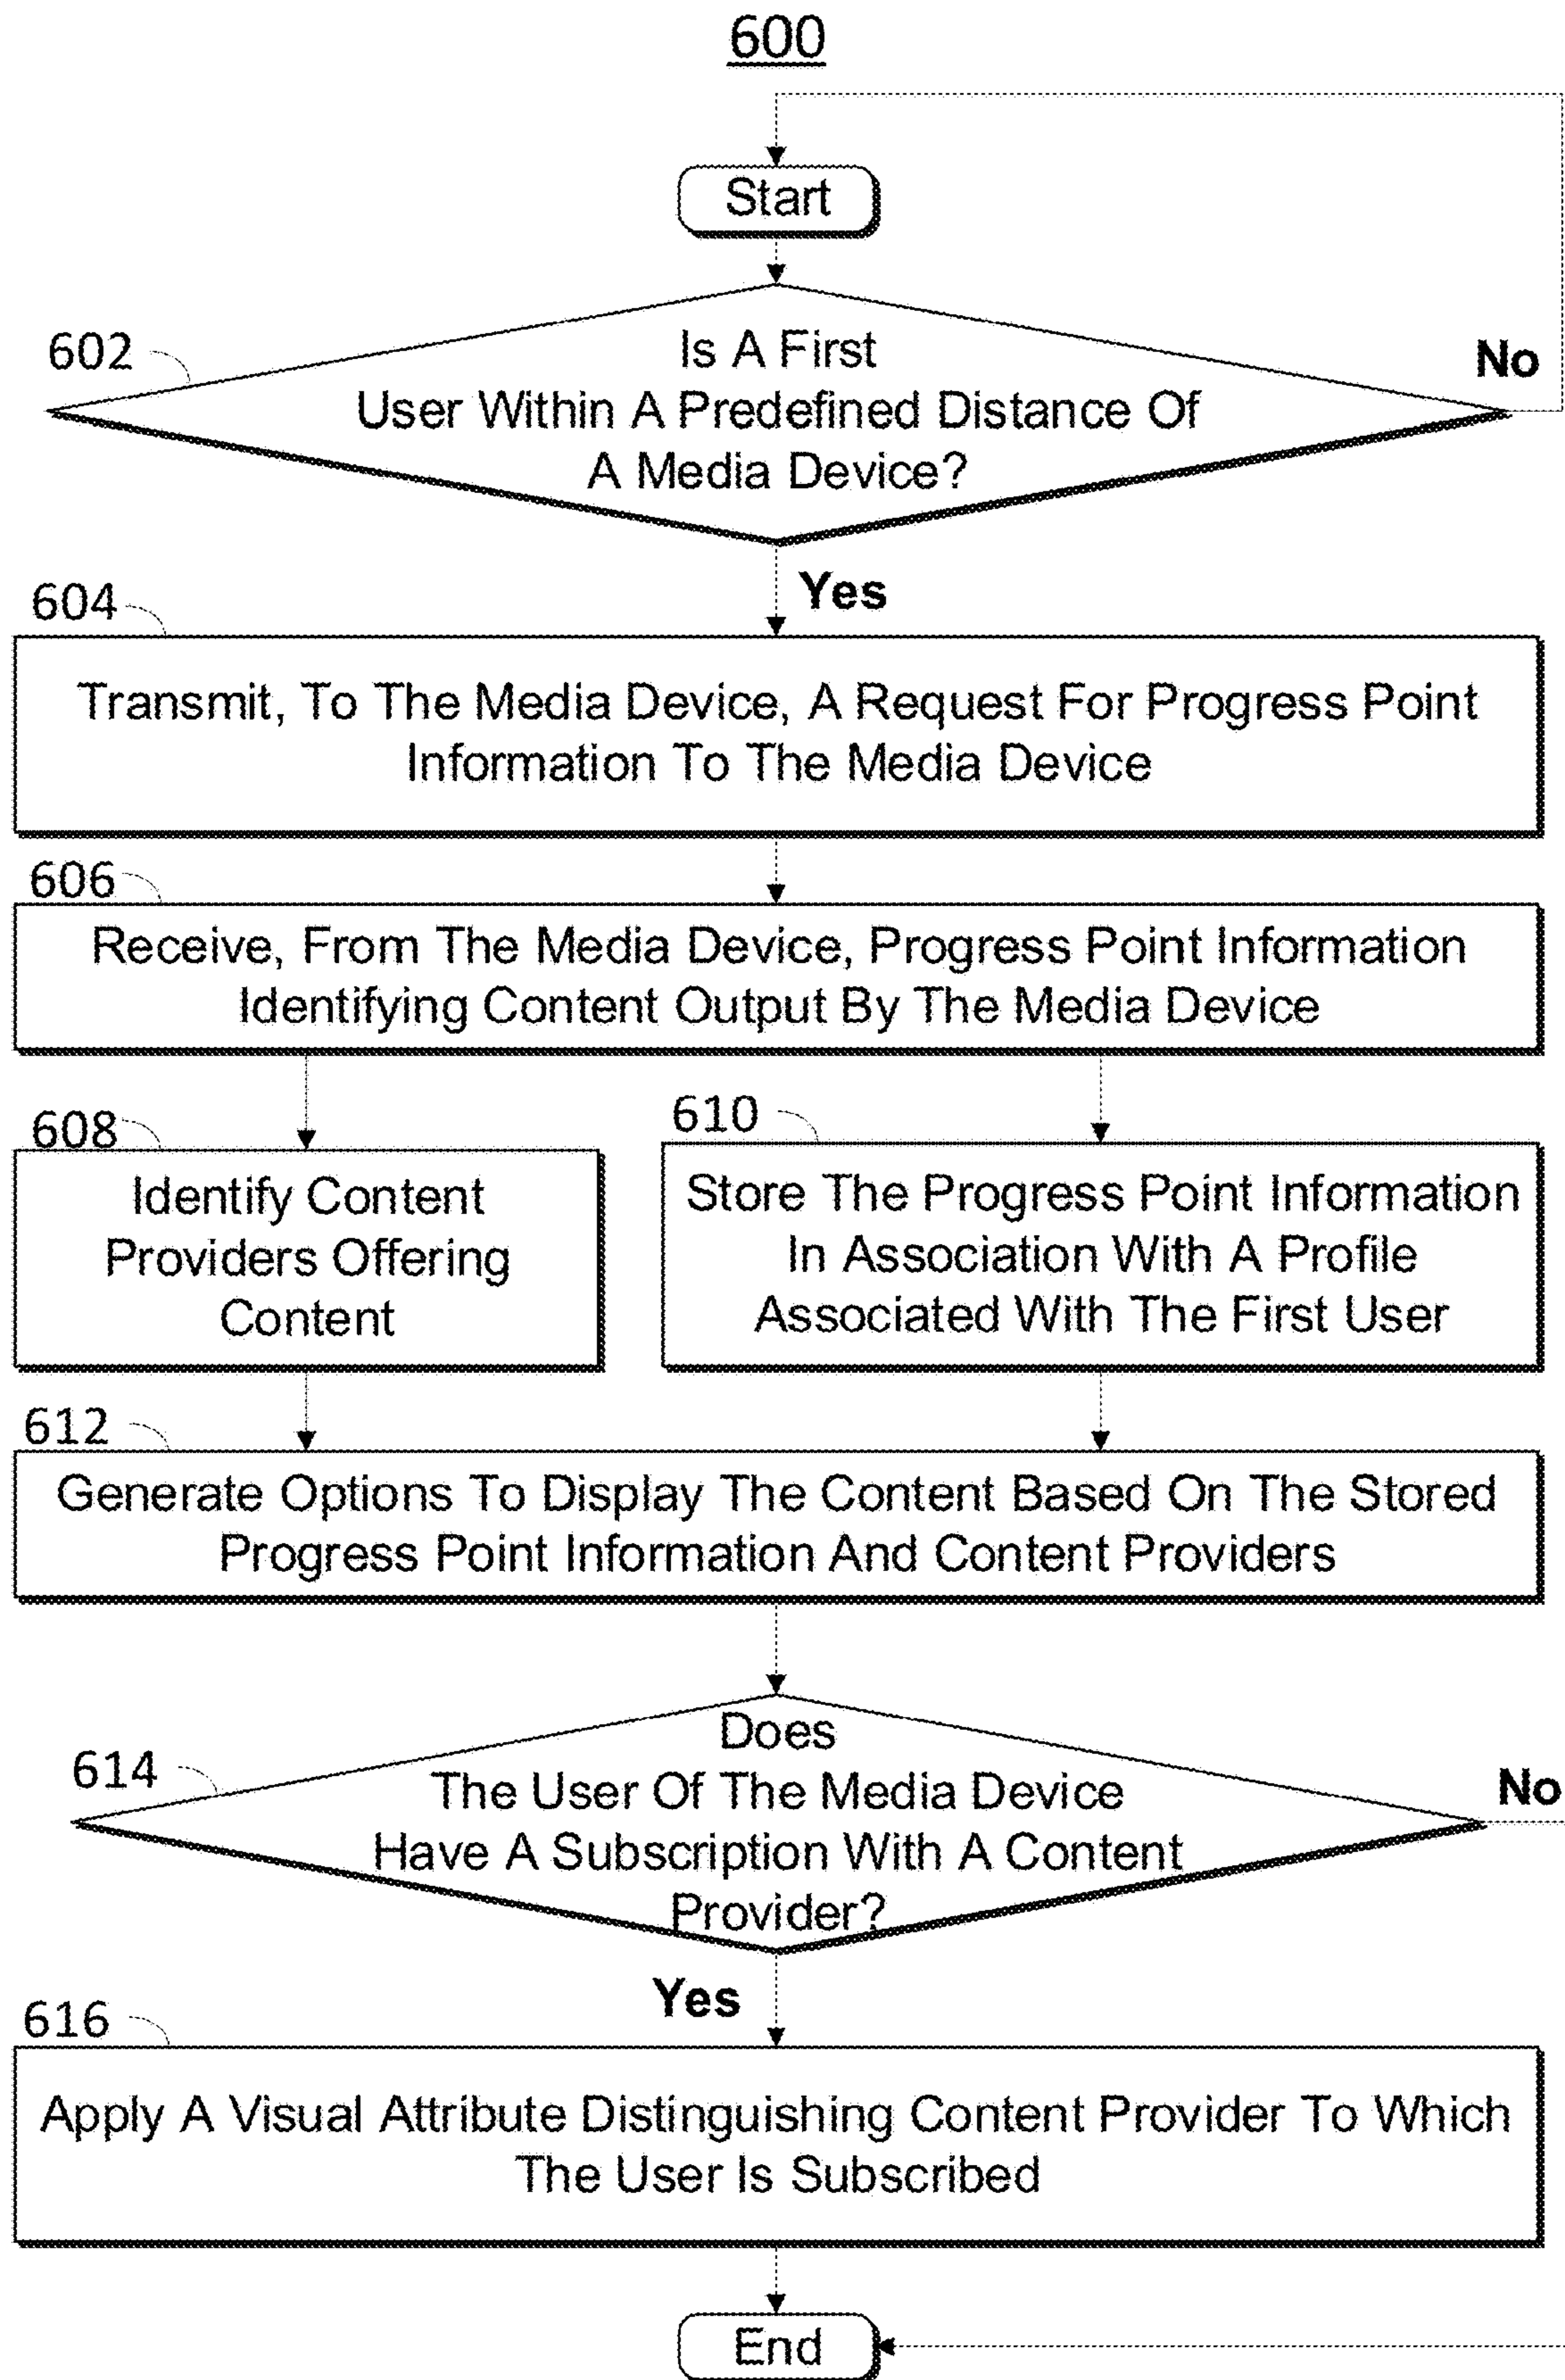 600
Start
602
Is A First
User Within A Predefined Distance Of
A Media Device?
No
Yes
604
Transmit, To The Media Device, A Request For Progress Point
Information To The Media Device
606
Receive, From The Media Device, Progress Point Information
Identifying Content Output By The Media Device
608
Identify Content
Providers Offering
Content
610
Store The Progress Point Information
In Association With A Profile
Associated With The First User
612
Generate Options To Display The Content Based On The Stored
Progress Point Information And Content Providers
614
Does
The User Of The Media Device
Have A Subscription With A Content
Provider?
No
Yes
616
Apply A Visual Attribute Distinguishing Content Provider To Which
The User Is Subscribed
End